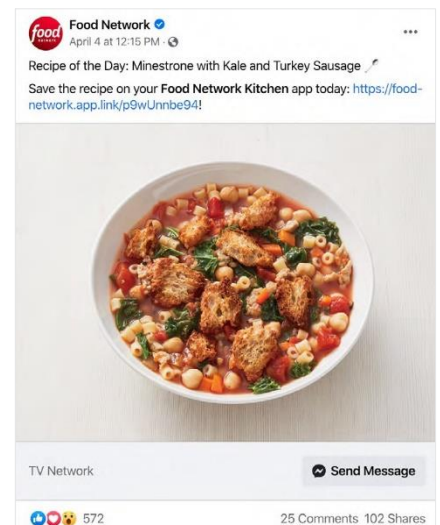 food
network
Food Network
April 4 at 12:15 PM ·
Recipe of the Day: Minestrone with Kale and Turkey Sausage
Save the recipe on your Food Network Kitchen app today: https://food-
network.app.link/p9wUnnbe94!
TV Network
Send Message
572
25 Comments 102 Shares